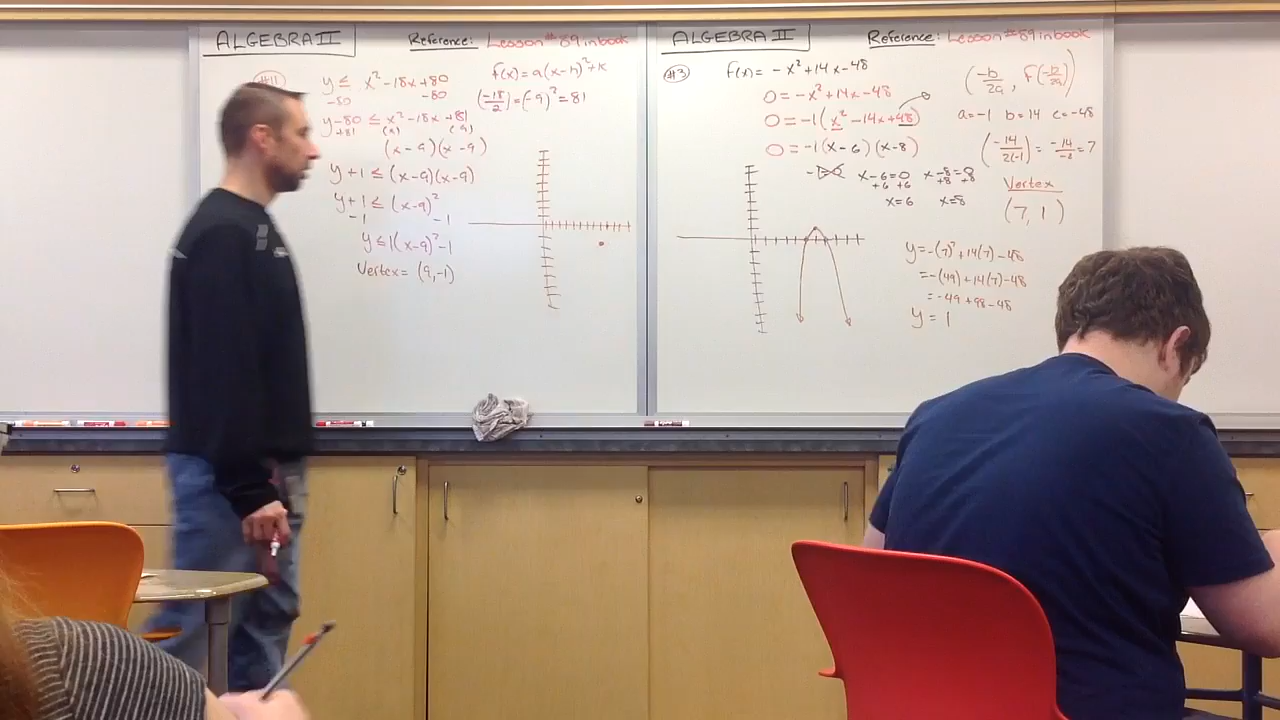 ALGEBRA II
Reference: Lesson #89 in book
#11
y ≤ x² -18x +80
-80 -80
y-80 ≤ x² -18x +81
+81 (9) (9)
(x-9)(x-9)
y+1 ≤ (x-9)(x-9)
y+1 ≤ (x-9)²
-1 -1
y ≤ 1(x-9)²-1
Vertex = (9,-1)
f(x) = a(x-h)²+k
(-18/2) = (-9)² = 81
ALGEBRA II
Reference: Lesson #89 in book
#3
f(x) = -x²+14x-48
0 = -x²+14x-48
0 = -1(x²-14x+48)
0 = -1(x-6)(x-8)
-1=0 x-6=0 x-8=0
+6 +6 +8 +8
x=6 x=8
(-b/2a, f(-b/2a))
a=-1 b=14 c=-48
(-14/2(-1)) = -14/-2 = 7
Vertex
(7, 1)
y=-(7)²+14(7)-48
=-(49)+14(7)-48
=-49+98-48
y = 1